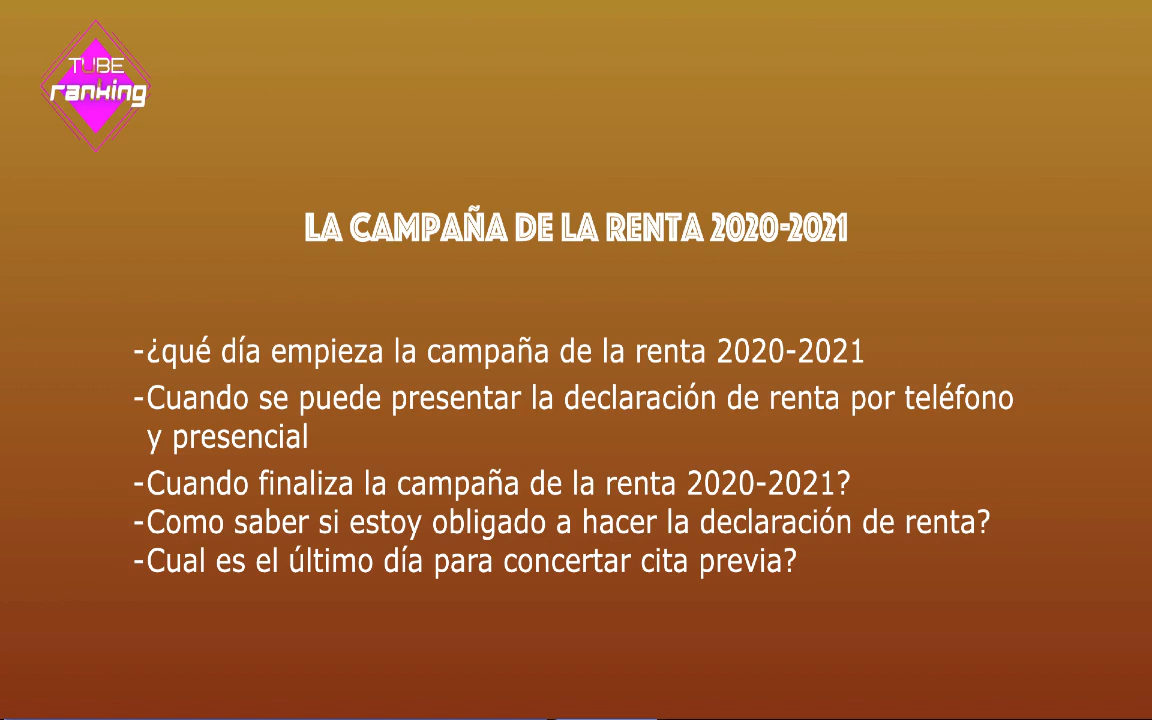 TUBE
ranking
LA CAMPAÑA DE LA RENTA 2020-2021
-¿qué día empieza la campaña de la renta 2020-2021
-Cuando se puede presentar la declaración de renta por teléfono
y presencial
-Cuando finaliza la campaña de la renta 2020-2021?
-Como saber si estoy obligado a hacer la declaración de renta?
-Cual es el último día para concertar cita previa?